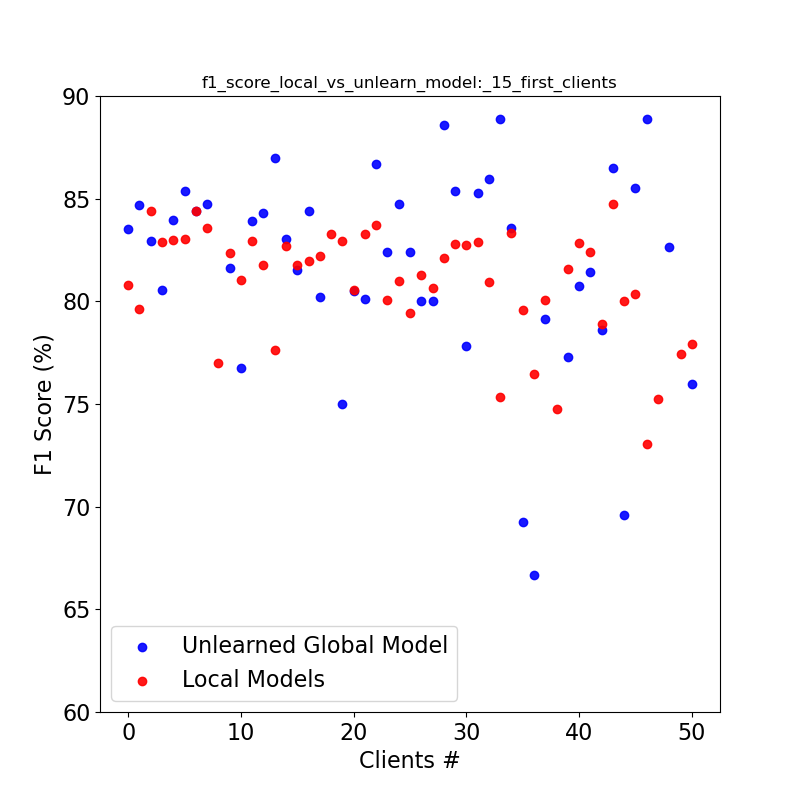 f1_score_local_vs_unlearn_model:_15_first_clients
90
85
80
75
70
65
60
F1 Score (%)
Unlearned Global Model
Local Models
0 10 20 30 40 50
Clients #